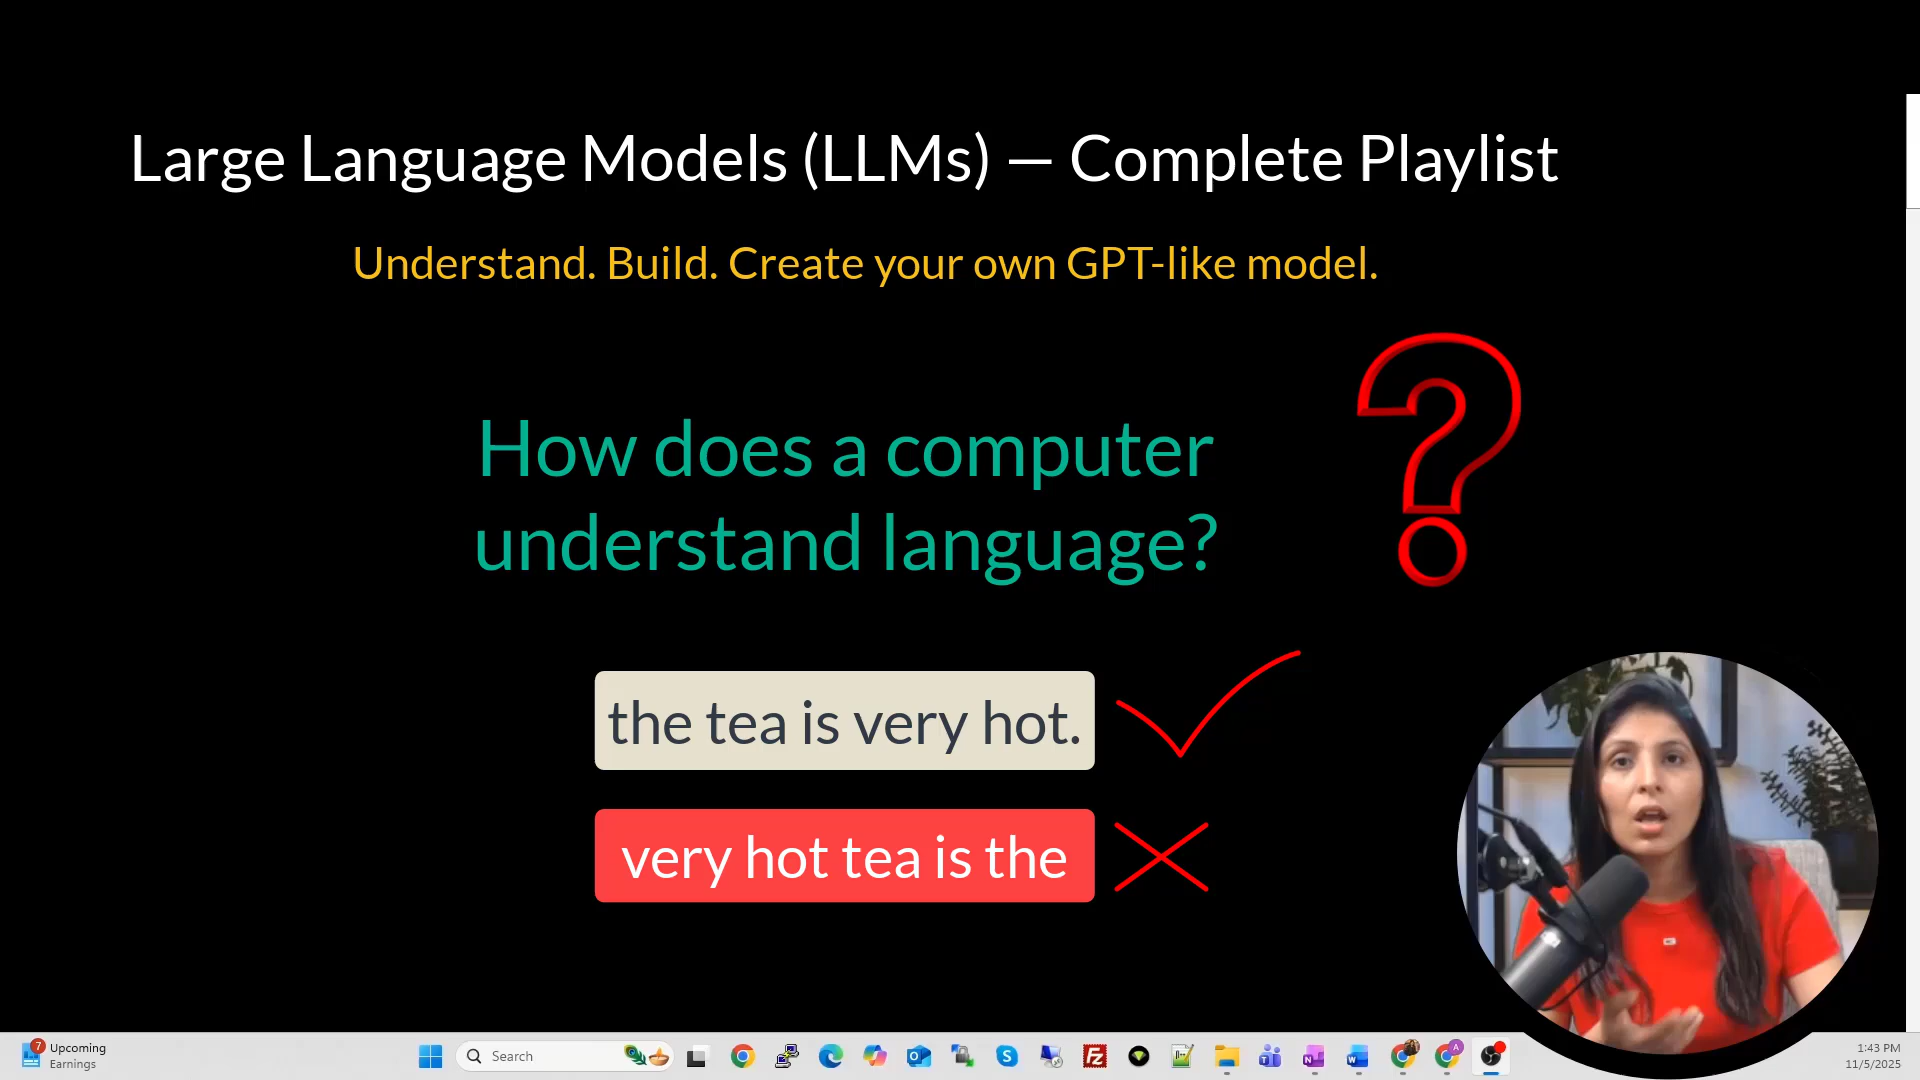 Large Language Models (LLMs) — Complete Playlist
Understand. Build. Create your own GPT-like model.
How does a computer
understand language?
the tea is very hot.
very hot tea is the
7
Upcoming
Earnings
Search
1:43 PM
11/5/2025